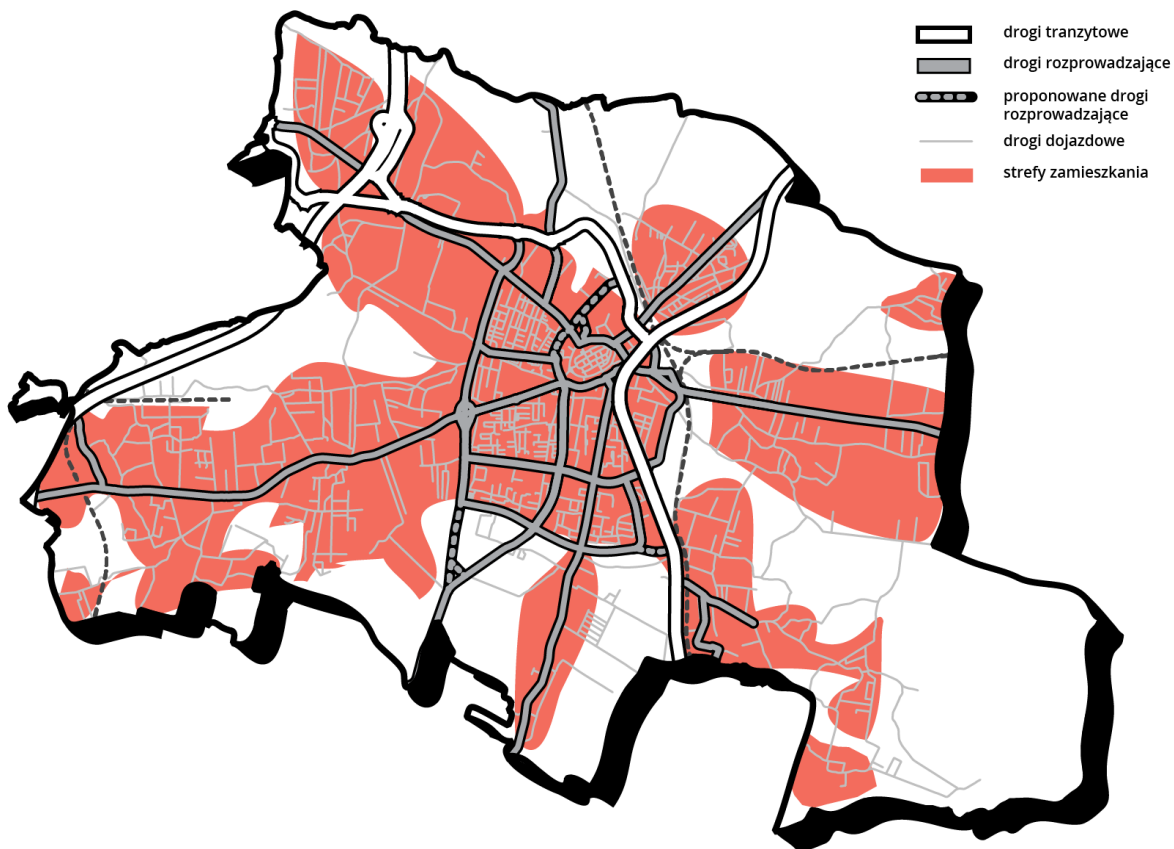 drogi tranzytowe
drogi rozprowadzające
proponowane drogi
rozprowadzające
drogi dojazdowe
strefy zamieszkania